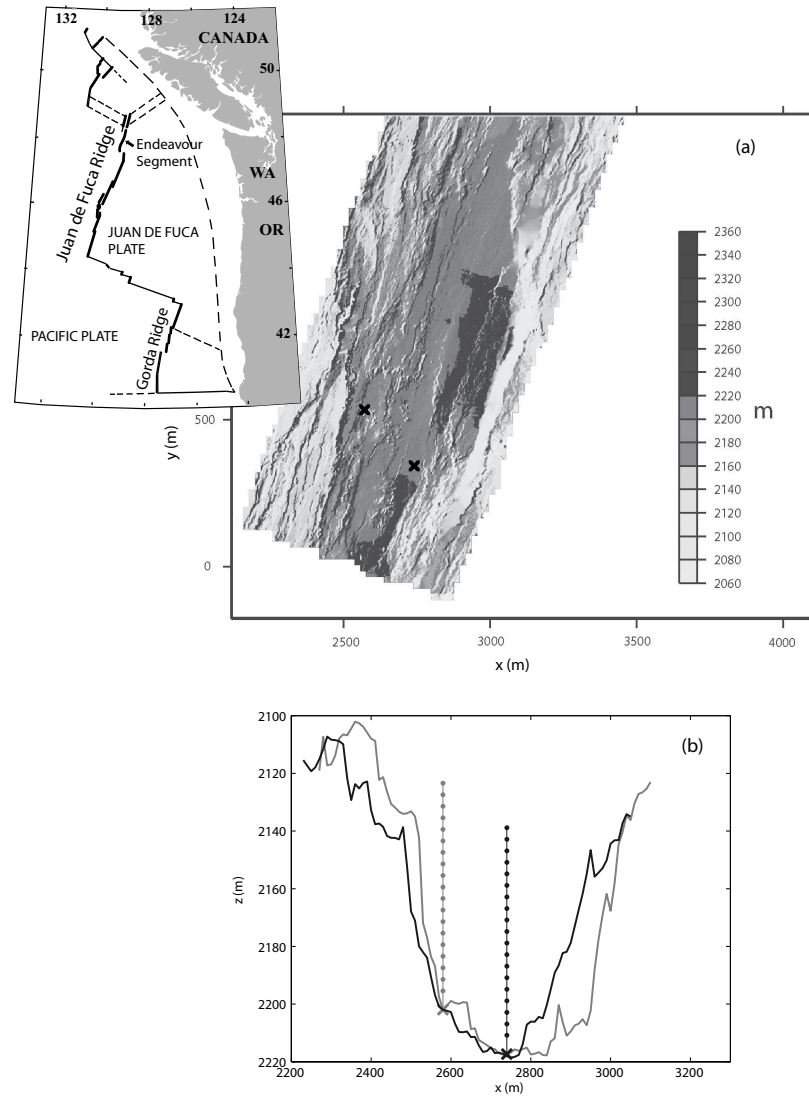 132 128 124
CANADA
50
Juan de Fuca Ridge
Endeavour
Segment
WA
46
OR
JUAN DE FUCA
PLATE
PACIFIC PLATE
Gorda Ridge
42
(a)
2360
2340
2320
2300
2280
2260
2240
2220
2200
2180
2160
2140
2120
2100
2080
2060
m
500
y (m)
0
2500 3000 3500 4000
x (m)
(b)
2100
2120
2140
2160
2180
2200
2220
z (m)
2200 2400 2600 2800 3000 3200
x (m)